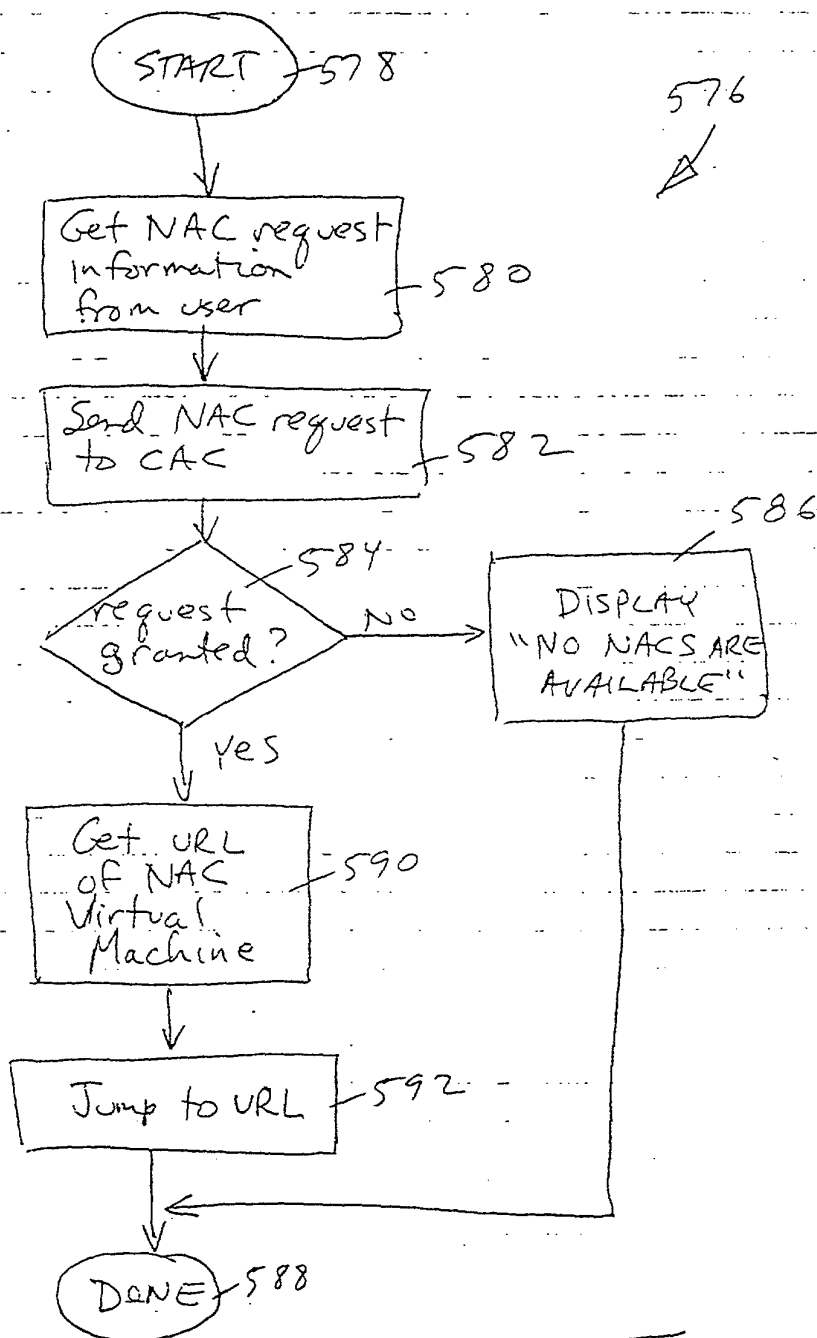 START 578
576
Get NAC request
information
from user
580
Send NAC request
to CAC
582
584
request
granted?
NO
586
DISPLAY
"NO NACS ARE
AVAILABLE"
yes
Get URL
of NAC
Virtual
Machine
590
Jump to URL
592
DONE 588